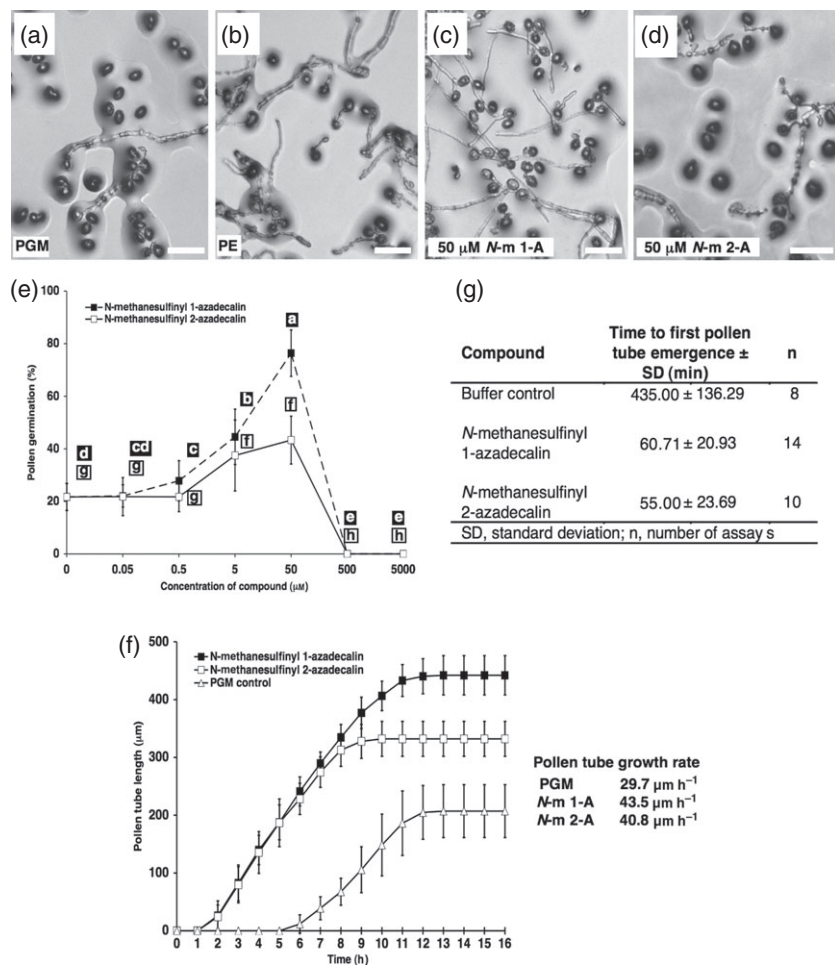 (a)
(b)
(c)
(d)
PGM
PE
50 µM N-m 1-A
50 µM N-m 2-A
(e)
N-methanesulfinyl 1-azadecalin
N-methanesulfinyl 2-azadecalin
Pollen germination (%)
100
80
60
40
20
0
a
b
c
cd
d
e
e
f
f
g
g
g
h
h
0 0.05 0.5 5 50 500 5000
Concentration of compound (µM)
(g)
Compound
Time to first pollen
tube emergence ±
SD (min)
n
Buffer control 435.00 ± 136.29 8
N-methanesulfinyl
1-azadecalin 60.71 ± 20.93 14
N-methanesulfinyl
2-azadecalin 55.00 ± 23.69 10
SD, standard deviation; n, number of assay s
(f)
N-methanesulfinyl 1-azadecalin
N-methanesulfinyl 2-azadecalin
PGM control
Pollen tube length (µm)
500
400
300
200
100
0
0 1 2 3 4 5 6 7 8 9 10 11 12 13 14 15 16
Time (h)
Pollen tube growth rate
PGM 29.7 µm h⁻¹
N-m 1-A 43.5 µm h⁻¹
N-m 2-A 40.8 µm h⁻¹